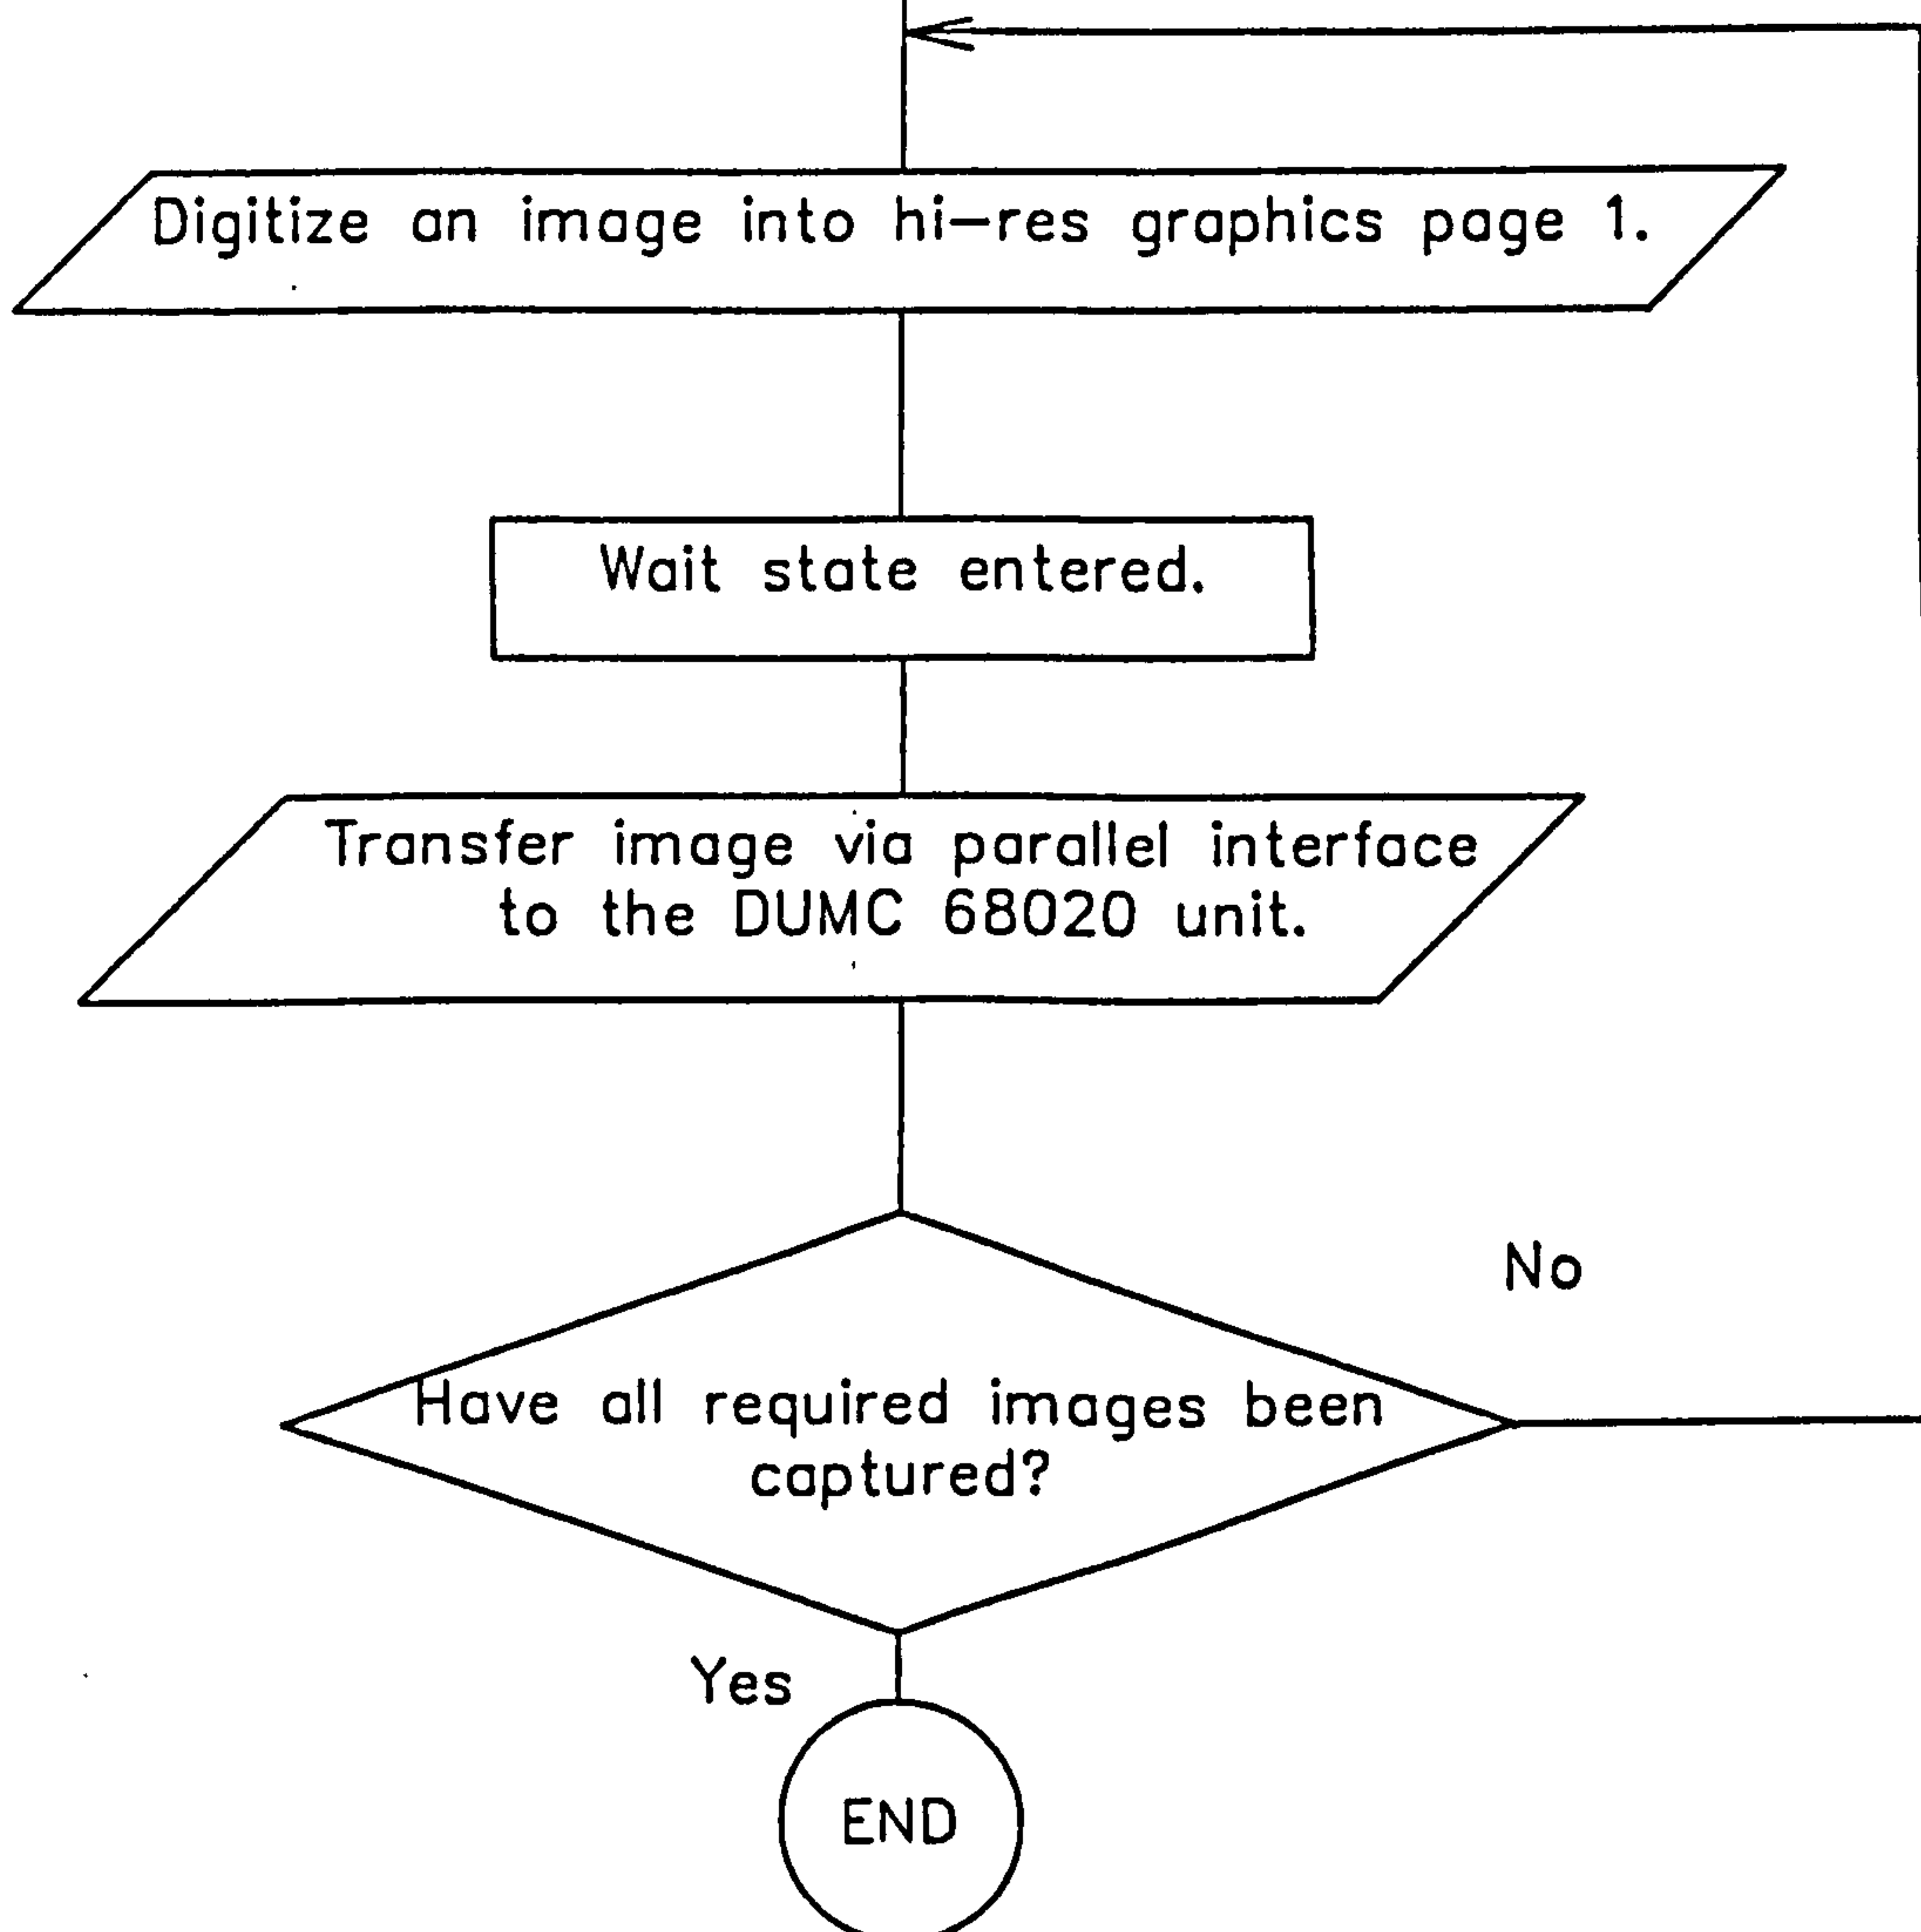 Digitize an image into hi-res graphics page 1.
Wait state entered.
Transfer image via parallel interface
to the DUMC 68020 unit.
No
Have all required images been
captured?
Yes
END